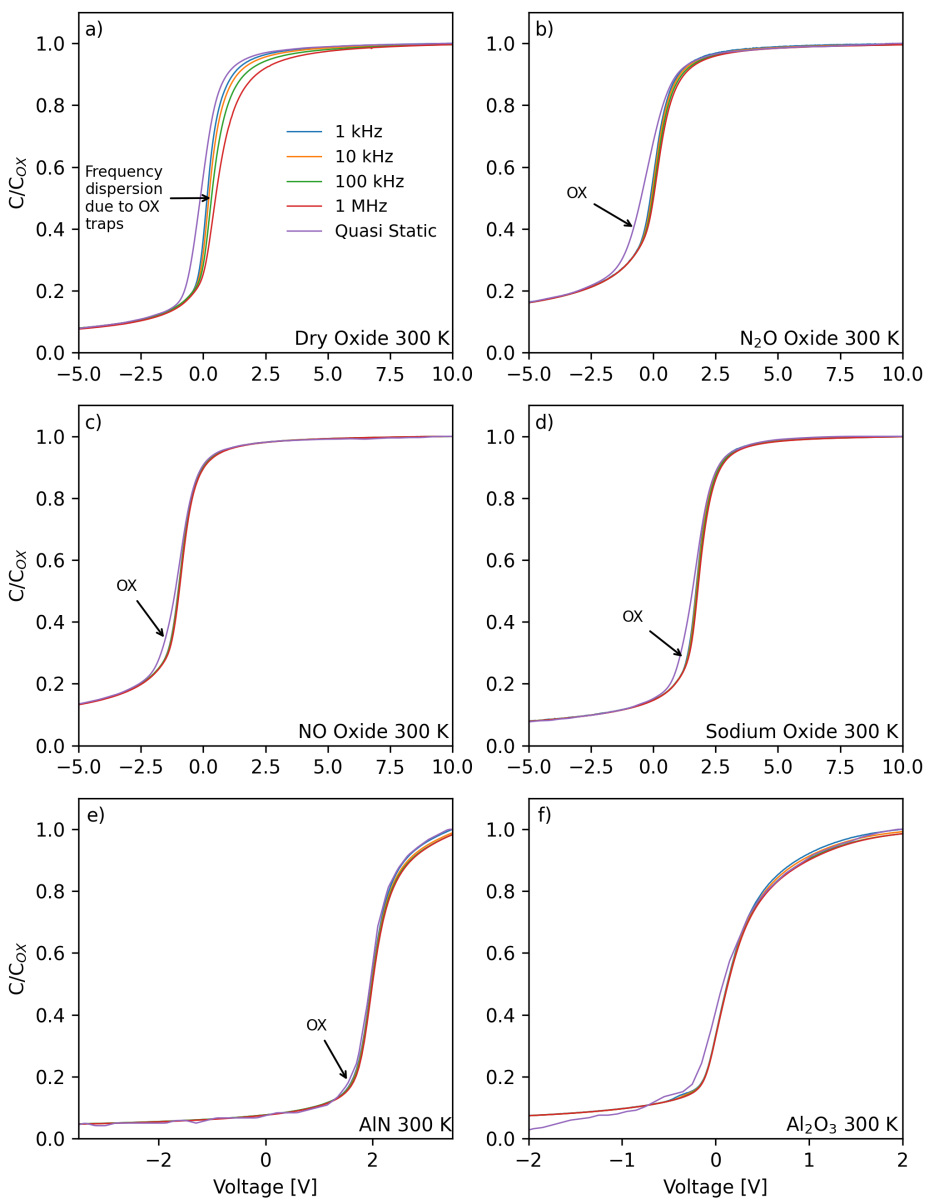 a)
C/C_OX
1.0
0.8
0.6
0.4
0.2
0.0
1 kHz
10 kHz
100 kHz
1 MHz
Quasi Static
Frequency
dispersion
due to OX
traps
Dry Oxide 300 K
−5.0 −2.5 0.0 2.5 5.0 7.5 10.0
b)
1.0
0.8
0.6
0.4
0.2
0.0
OX
N₂O Oxide 300 K
−5.0 −2.5 0.0 2.5 5.0 7.5 10.0
c)
C/C_OX
1.0
0.8
0.6
0.4
0.2
0.0
OX
NO Oxide 300 K
−5.0 −2.5 0.0 2.5 5.0 7.5 10.0
d)
1.0
0.8
0.6
0.4
0.2
0.0
OX
Sodium Oxide 300 K
−5.0 −2.5 0.0 2.5 5.0 7.5 10.0
e)
C/C_OX
1.0
0.8
0.6
0.4
0.2
0.0
OX
AlN 300 K
−2 0 2
Voltage [V]
f)
1.0
0.8
0.6
0.4
0.2
0.0
Al₂O₃ 300 K
−2 −1 0 1 2
Voltage [V]